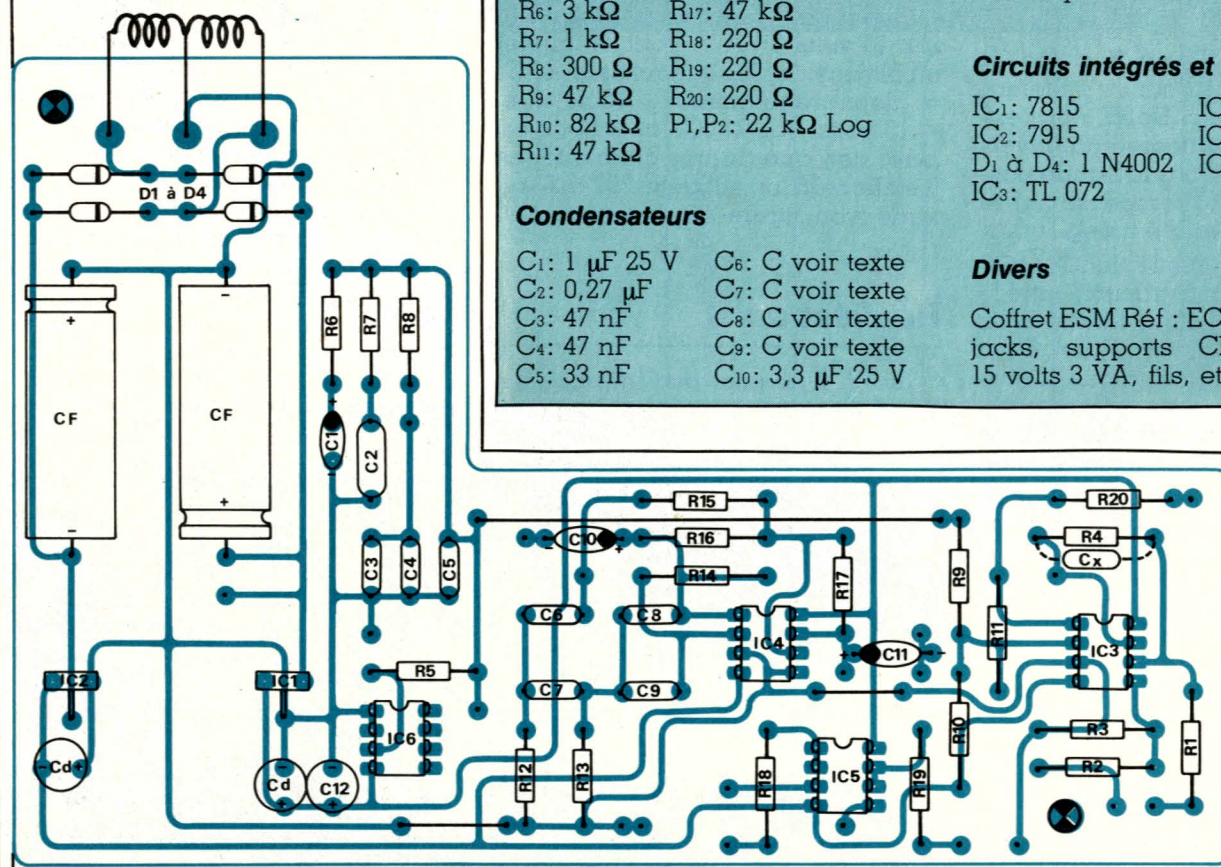 R6: 3 kΩ R17: 47 kΩ
R7: 1 kΩ R18: 220 Ω
R8: 300 Ω R19: 220 Ω
R9: 47 kΩ R20: 220 Ω
R10: 82 kΩ P1,P2: 22 kΩ Log
R11: 47 kΩ
Condensateurs
C1: 1 µF 25 V C6: C voir texte
C2: 0,27 µF C7: C voir texte
C3: 47 nF C8: C voir texte
C4: 47 nF C9: C voir texte
C5: 33 nF C10: 3,3 µF 25 V
Circuits intégrés et
IC1: 7815 IC
IC2: 7915 IC
D1 à D4: 1 N4002 IC
IC3: TL 072
Divers
Coffret ESM Réf : EC
jacks, supports C
15 volts 3 VA, fils, et
D1 à D4
CF
+
-
CF
-
+
R6
R7
R8
+
C1
-
C2
C3
C4
C5
R15
- C10 +
R16
R14
R17
C6
C8
IC4
+ C11 -
C7
C9
R9
R11
R20
R4
Cx
IC3
R10
R3
R2
R1
IC2
IC1
R5
IC6
- Cd +
-
Cd
+
-
C12
+
R12
R13
R18
IC5
R19